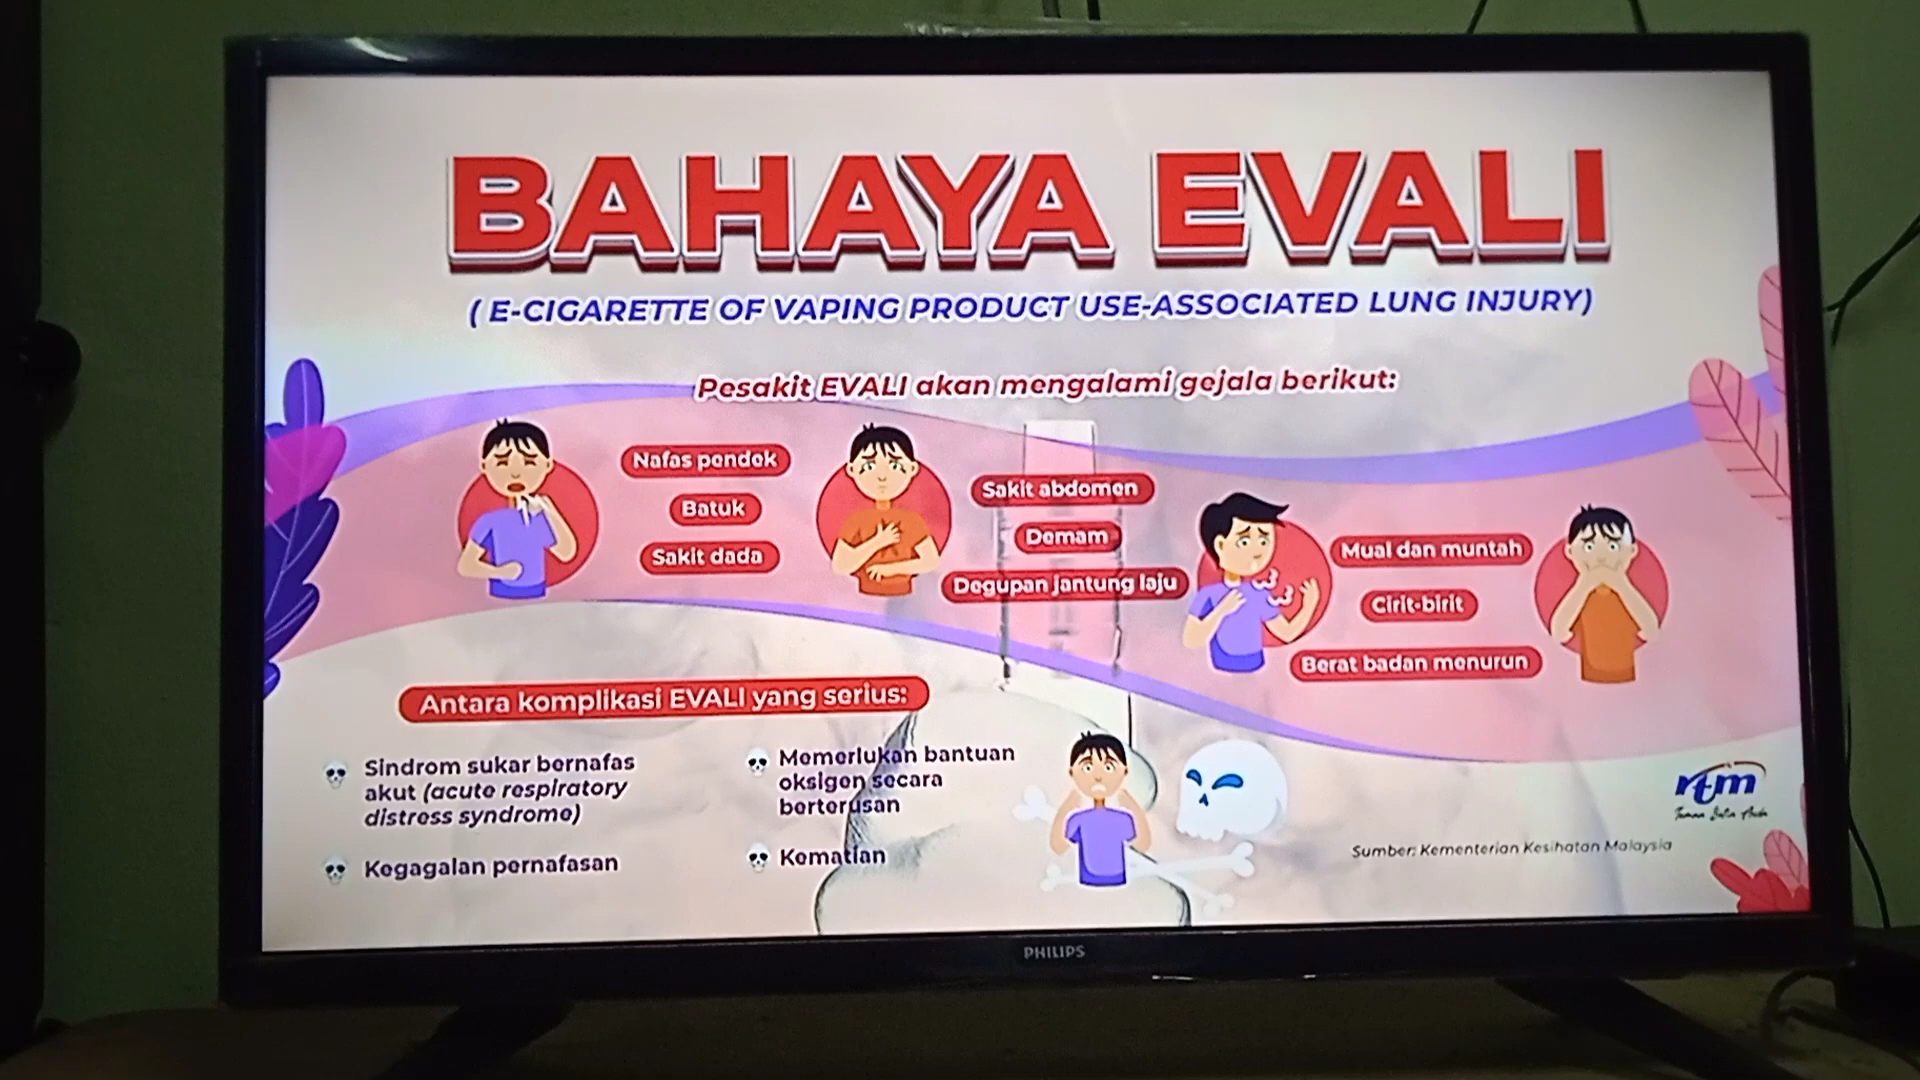 BAHAYA EVALI
( E-CIGARETTE OF VAPING PRODUCT USE-ASSOCIATED LUNG INJURY)
Pesakit EVALI akan mengalami gejala berikut:
Nafas pendek
Batuk
Sakit dada
Sakit abdomen
Demam
Degupan jantung laju
Mual dan muntah
Cirit-birit
Berat badan menurun
Antara komplikasi EVALI yang serius:
Sindrom sukar bernafas
akut (acute respiratory
distress syndrome)
Kegagalan pernafasan
Memerlukan bantuan
oksigen secara
berterusan
Kematian
rtm
Teman Setia Anda
Sumber: Kementerian Kesihatan Malaysia
PHILIPS